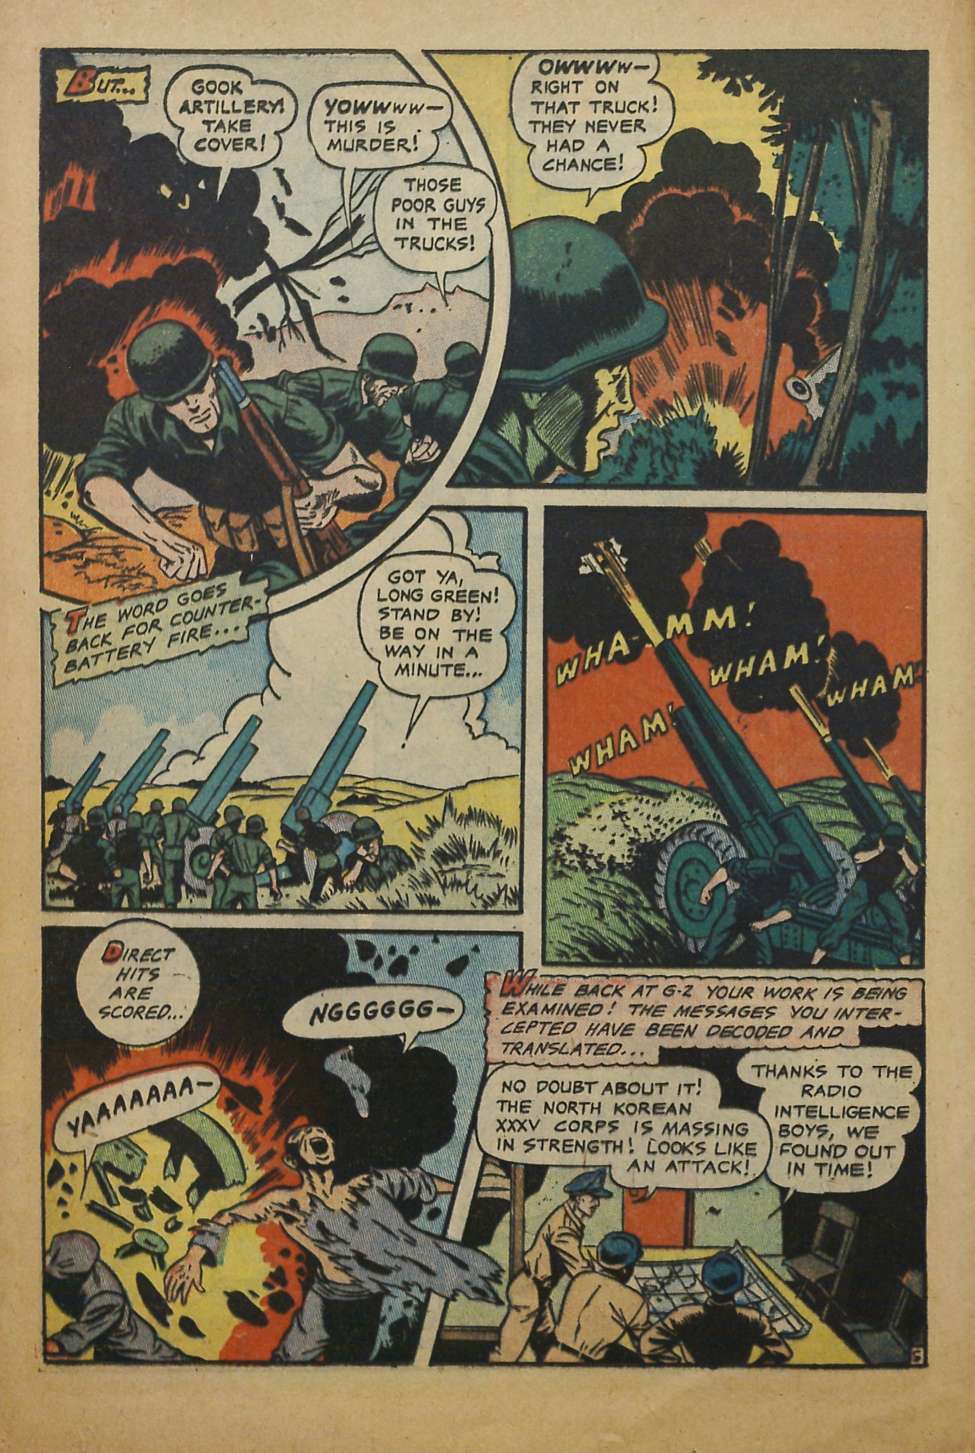 BUT...
GOOK
ARTILLERY!
TAKE
COVER!
YOWWWW—
THIS IS
MURDER!
THOSE
POOR GUYS
IN THE
TRUCKS!
OWWWW—
RIGHT ON
THAT TRUCK!
THEY NEVER
HAD A
CHANCE!
THE WORD GOES
BACK FOR COUNTER-
BATTERY FIRE...
GOT YA,
LONG GREEN!
STAND BY!
BE ON THE
WAY IN A
MINUTE...
WHA-MM!
WHAM!
WHAM!
WHAM!
DIRECT
HITS
ARE
SCORED...
NGGGGGG—
YAAAAAAA—
WHILE BACK AT G-2 YOUR WORK IS BEING
EXAMINED! THE MESSAGES YOU INTER-
CEPTED HAVE BEEN DECODED AND
TRANSLATED...
NO DOUBT ABOUT IT!
THE NORTH KOREAN
XXXV CORPS IS MASSING
IN STRENGTH! LOOKS LIKE
AN ATTACK!
THANKS TO THE
RADIO
INTELLIGENCE
BOYS, WE
FOUND OUT
IN TIME!
5